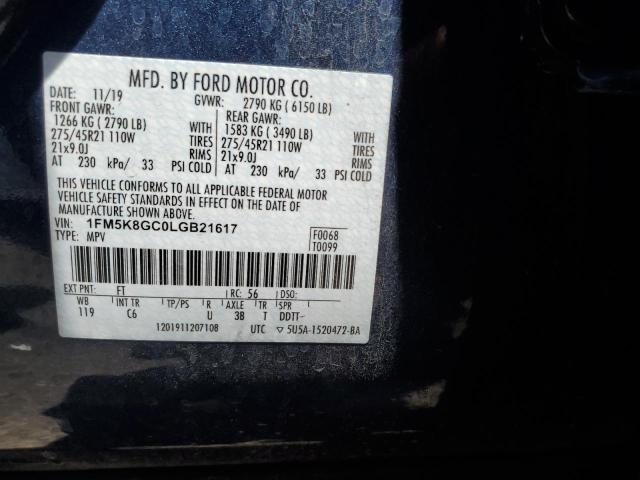 MFD. BY FORD MOTOR CO.
DATE: 11/19 GVWR: 2790 KG (6150 LB)
FRONT GAWR: REAR GAWR:
1266 KG (2790 LB) WITH 1583 KG (3490 LB) WITH
275/45R21 110W TIRES 275/45R21 110W TIRES
21x9.0J RIMS 21x9.0J RIMS
AT 230 kPa/ 33 PSI COLD AT 230 kPa/ 33 PSI COLD
THIS VEHICLE CONFORMS TO ALL APPLICABLE FEDERAL MOTOR
VEHICLE SAFETY STANDARDS IN EFFECT ON THE DATE OF
MANUFACTURE SHOWN ABOVE.
VIN: 1FM5K8GC0LGB21617 F0068
TYPE: MPV T0099
EXT PNT: FT RC: 56 DSO:
WB INT TR TP/PS R AXLE TR SPR
119 C6 U 3B T DDTT-
1201911207108 UTC ▽ 5U5A-1520472-BA